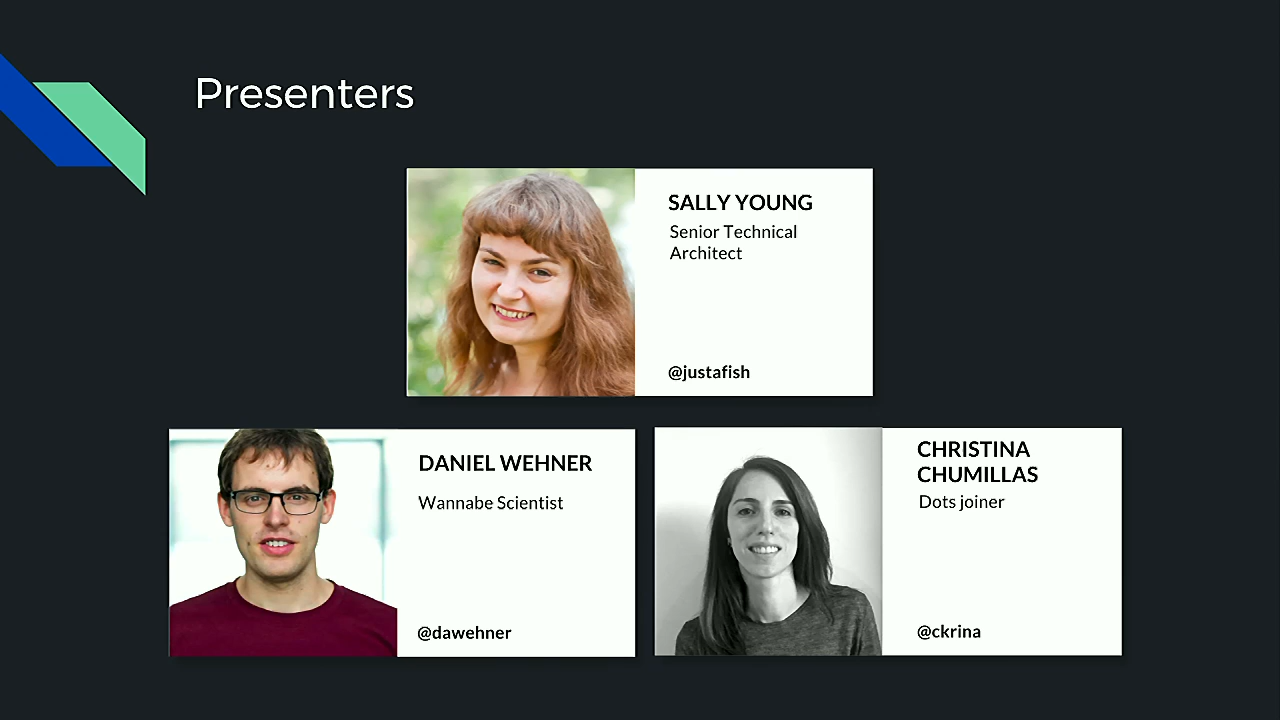 Presenters
SALLY YOUNG
Senior Technical
Architect
@justafish
DANIEL WEHNER
Wannabe Scientist
@dawehner
CHRISTINA
CHUMILLAS
Dots joiner
@ckrina